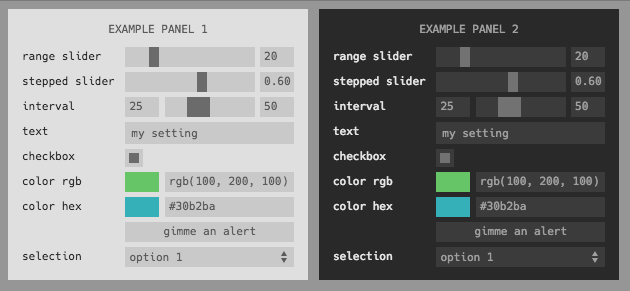 EXAMPLE PANEL 1
range slider 20
stepped slider 0.60
interval 25 50
text my setting
checkbox
color rgb rgb(100, 200, 100)
color hex #30b2ba
gimme an alert
selection option 1
EXAMPLE PANEL 2
range slider 20
stepped slider 0.60
interval 25 50
text my setting
checkbox
color rgb rgb(100, 200, 100)
color hex #30b2ba
gimme an alert
selection option 1